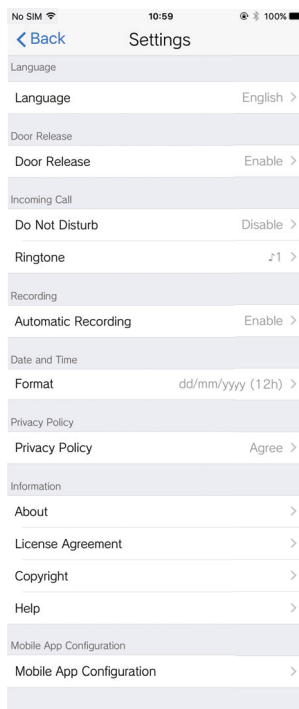 No SIM 10:59 100%
Back Settings
Language
Language English
Door Release
Door Release Enable
Incoming Call
Do Not Disturb Disable
Ringtone ♪1
Recording
Automatic Recording Enable
Date and Time
Format dd/mm/yyyy (12h)
Privacy Policy
Privacy Policy Agree
Information
About
License Agreement
Copyright
Help
Mobile App Configuration
Mobile App Configuration